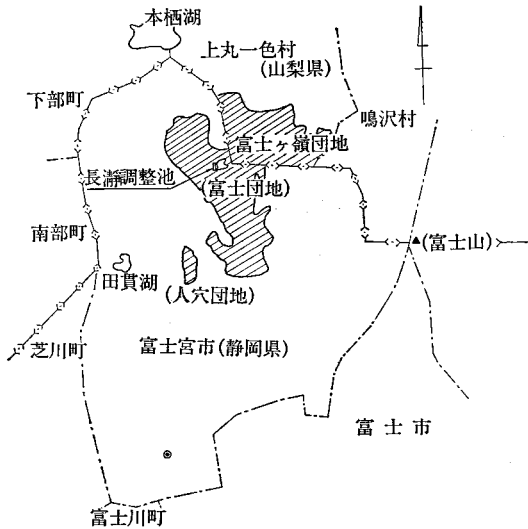 本栖湖
上丸一色村
(山梨県)
下部町
鳴沢村
富士ヶ嶺団地
長瀞調整池
(富士団地)
南部町
(富士山)
田貫湖
(人穴団地)
芝川町
富士宮市(静岡県)
富士市
富士川町